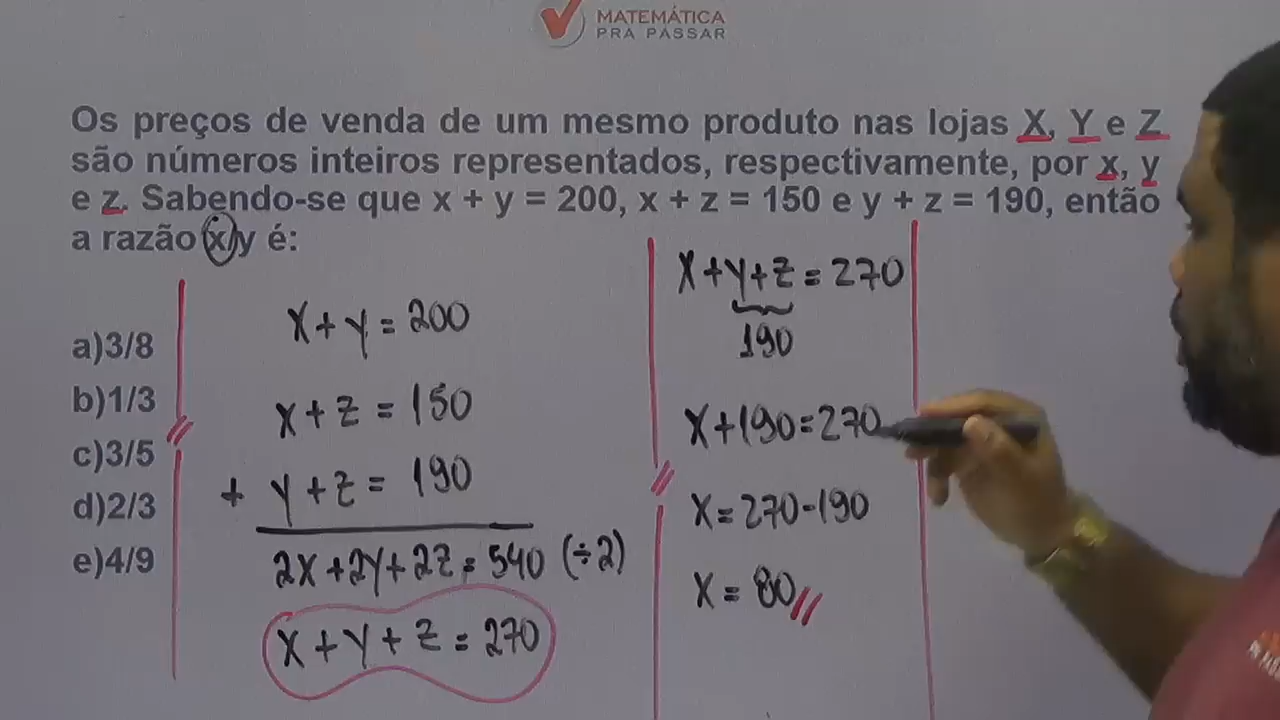 MATEMÁTICA
PRA PASSAR
Os preços de venda de um mesmo produto nas lojas X, Y e Z
são números inteiros representados, respectivamente, por x, y
e z. Sabendo-se que x + y = 200, x + z = 150 e y + z = 190, então
a razão x/y é:
a)3/8
b)1/3
c)3/5
d)2/3
e)4/9
X+Y=200
X+Z=150
+ Y+Z=190
2X+2Y+2Z=540 (÷2)
X+Y+Z=270
X+Y+Z=270
190
X+190=270
X=270-190
X=80